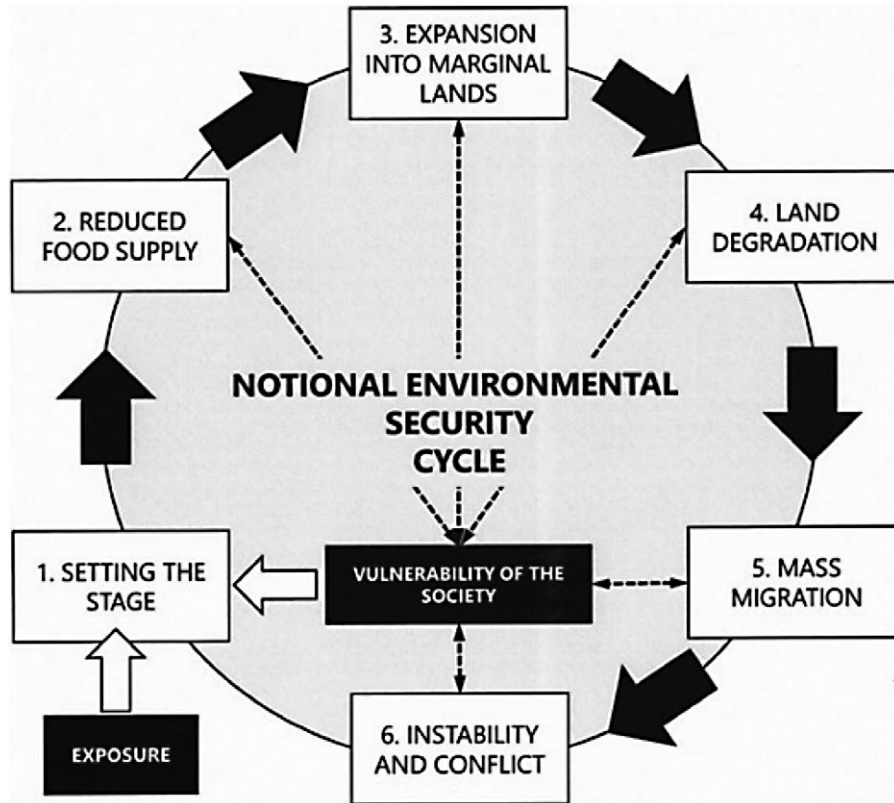 3. EXPANSION
INTO MARGINAL
LANDS
2. REDUCED
FOOD SUPPLY
4. LAND
DEGRADATION
NOTIONAL ENVIRONMENTAL
SECURITY
CYCLE
1. SETTING THE
STAGE
VULNERABILITY OF THE
SOCIETY
5. MASS
MIGRATION
EXPOSURE
6. INSTABILITY
AND CONFLICT